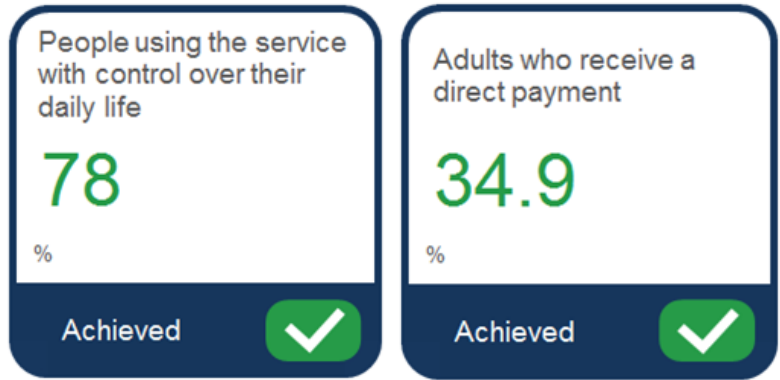 People using the service
with control over their
daily life
78
%
Achieved
Adults who receive a
direct payment
34.9
%
Achieved